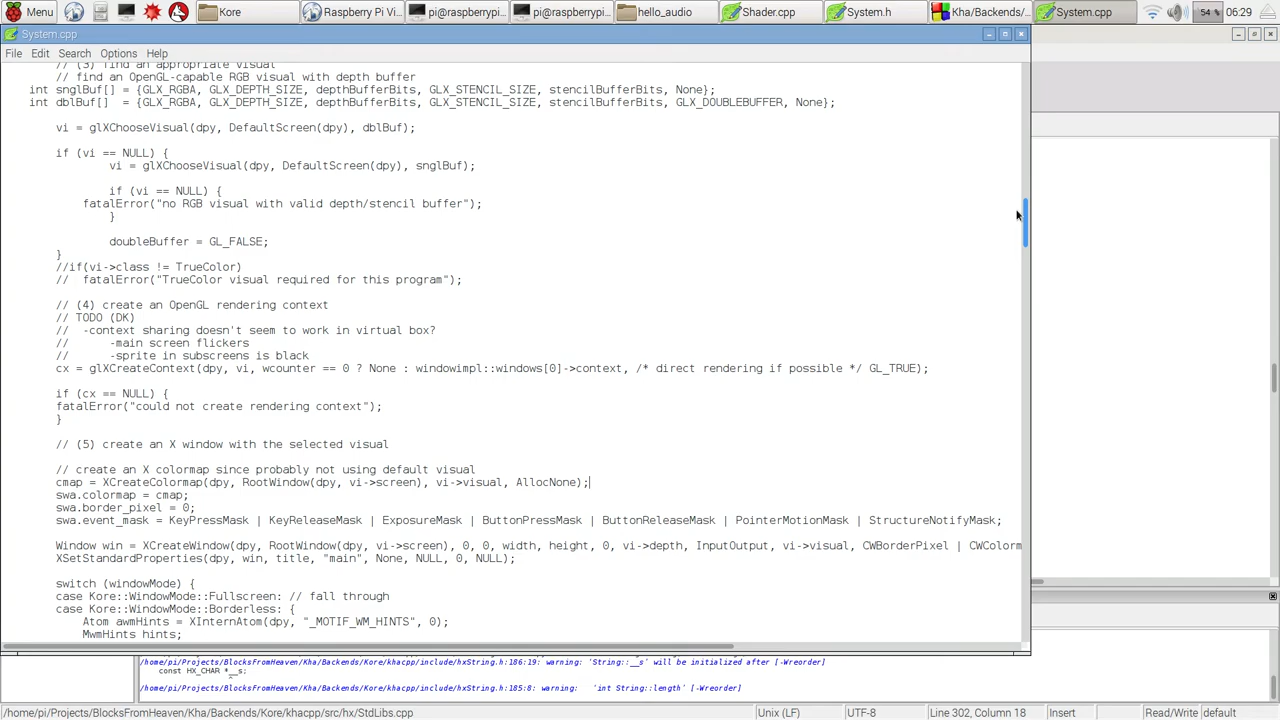 Menu
Kore
Raspberry Pi Vi..
pi@raspberrypi..
pi@raspberrypi..
hello_audio
Shader.cpp
System.h
Kha/Backends/..
System.cpp
54 %
06:29
System.cpp
File Edit Search Options Help
// (3) find an appropriate visual
// find an OpenGL-capable RGB visual with depth buffer
int snglBuf[] = {GLX_RGBA, GLX_DEPTH_SIZE, depthBufferBits, GLX_STENCIL_SIZE, stencilBufferBits, None};
int dblBuf[]  = {GLX_RGBA, GLX_DEPTH_SIZE, depthBufferBits, GLX_STENCIL_SIZE, stencilBufferBits, GLX_DOUBLEBUFFER, None};
vi = glXChooseVisual(dpy, DefaultScreen(dpy), dblBuf);
if (vi == NULL) {
vi = glXChooseVisual(dpy, DefaultScreen(dpy), snglBuf);
if (vi == NULL) {
fatalError("no RGB visual with valid depth/stencil buffer");
}
doubleBuffer = GL_FALSE;
}
//if(vi->class != TrueColor)
//  fatalError("TrueColor visual required for this program");
// (4) create an OpenGL rendering context
// TODO (DK)
//  -context sharing doesn't seem to work in virtual box?
//      -main screen flickers
//      -sprite in subscreens is black
cx = glXCreateContext(dpy, vi, wcounter == 0 ? None : windowimpl::windows[0]->context, /* direct rendering if possible */ GL_TRUE);
if (cx == NULL) {
fatalError("could not create rendering context");
}
// (5) create an X window with the selected visual
// create an X colormap since probably not using default visual
cmap = XCreateColormap(dpy, RootWindow(dpy, vi->screen), vi->visual, AllocNone);
swa.colormap = cmap;
swa.border_pixel = 0;
swa.event_mask = KeyPressMask | KeyReleaseMask | ExposureMask | ButtonPressMask | ButtonReleaseMask | PointerMotionMask | StructureNotifyMask;
Window win = XCreateWindow(dpy, RootWindow(dpy, vi->screen), 0, 0, width, height, 0, vi->depth, InputOutput, vi->visual, CWBorderPixel | CWColorm
XSetStandardProperties(dpy, win, title, "main", None, NULL, 0, NULL);
switch (windowMode) {
case Kore::WindowMode::Fullscreen: // fall through
case Kore::WindowMode::Borderless: {
Atom awmHints = XInternAtom(dpy, "_MOTIF_WM_HINTS", 0);
MwmHints hints;
/home/pi/Projects/BlocksFromHeaven/Kha/Backends/Kore/khacpp/include/hxString.h:186:19: warning: 'String::__s' will be initialized after [-Wreorder]
const HX_CHAR *__s;
^
/home/pi/Projects/BlocksFromHeaven/Kha/Backends/Kore/khacpp/include/hxString.h:185:8: warning:   'int String::length' [-Wreorder]
/home/pi/Projects/BlocksFromHeaven/Kha/Backends/Kore/khacpp/src/hx/StdLibs.cpp
Unix (LF)
UTF-8
Line 302, Column 18
Insert
Read/Write
default